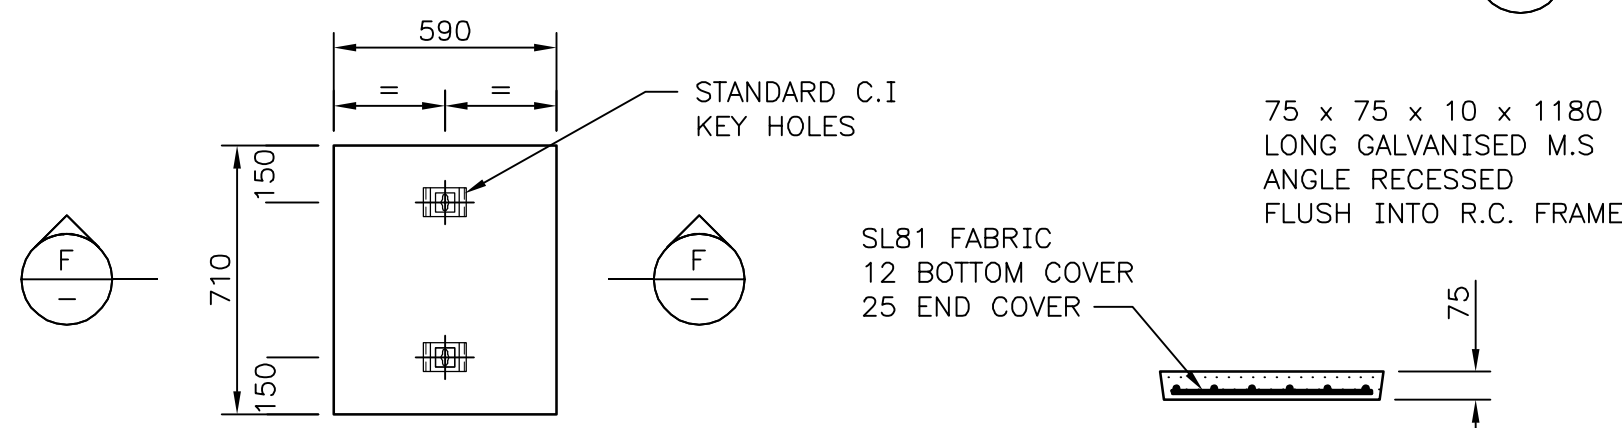 590
= =
STANDARD C.I
KEY HOLES
150
710
150
F
-
F
-
SL81 FABRIC
12 BOTTOM COVER
25 END COVER
75 x 75 x 10 x 1180
LONG GALVANISED M.S
ANGLE RECESSED
FLUSH INTO R.C. FRAME
75